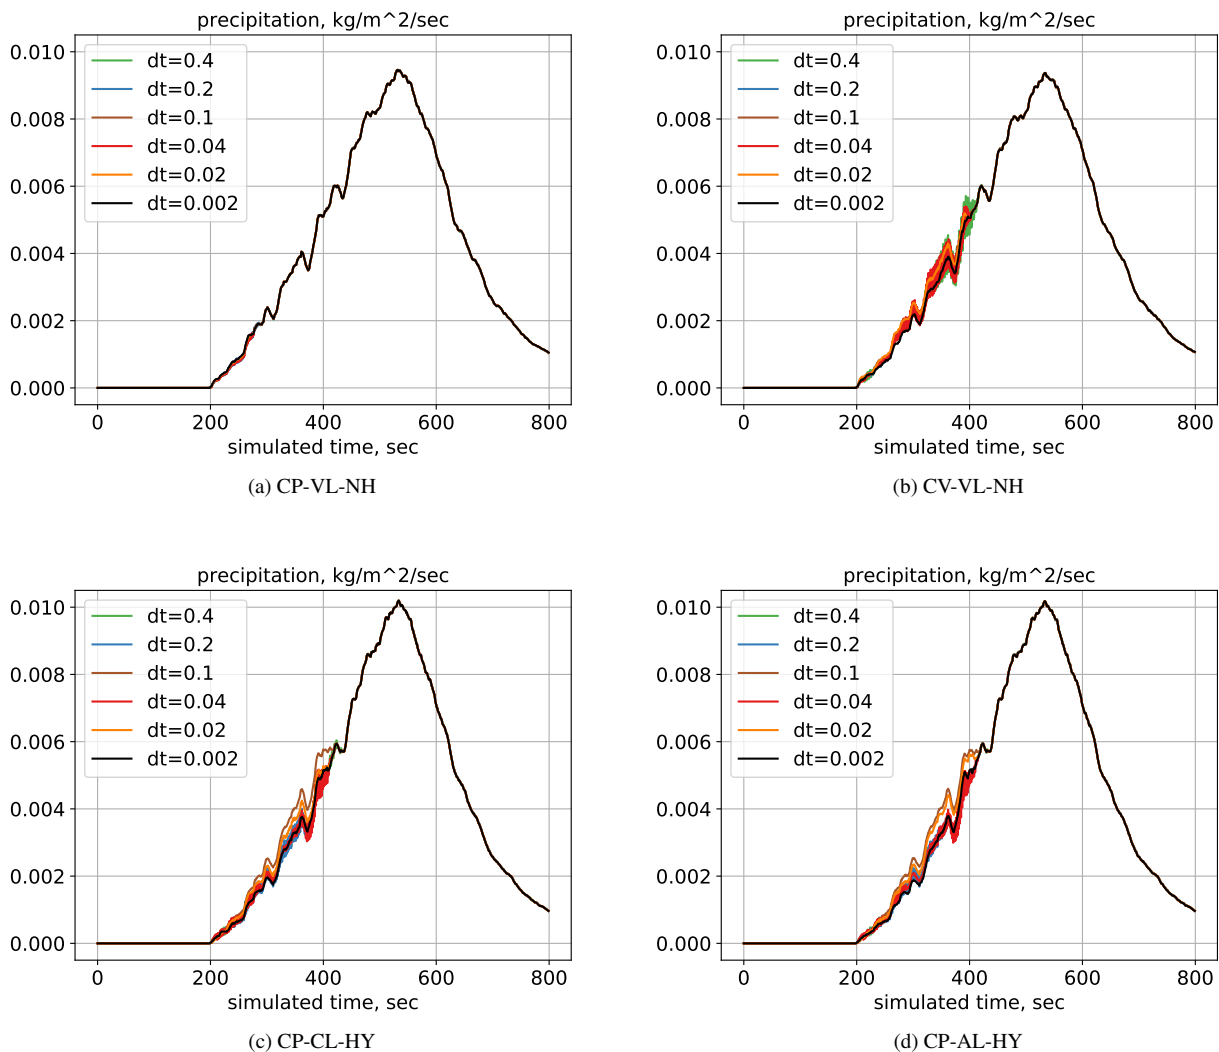 precipitation, kg/m^2/sec
0.010
0.008
0.006
0.004
0.002
0.000
dt=0.4
dt=0.2
dt=0.1
dt=0.04
dt=0.02
dt=0.002
0 200 400 600 800
simulated time, sec
(a) CP-VL-NH
precipitation, kg/m^2/sec
0.010
0.008
0.006
0.004
0.002
0.000
dt=0.4
dt=0.2
dt=0.1
dt=0.04
dt=0.02
dt=0.002
0 200 400 600 800
simulated time, sec
(b) CV-VL-NH
precipitation, kg/m^2/sec
0.010
0.008
0.006
0.004
0.002
0.000
dt=0.4
dt=0.2
dt=0.1
dt=0.04
dt=0.02
dt=0.002
0 200 400 600 800
simulated time, sec
(c) CP-CL-HY
precipitation, kg/m^2/sec
0.010
0.008
0.006
0.004
0.002
0.000
dt=0.4
dt=0.2
dt=0.1
dt=0.04
dt=0.02
dt=0.002
0 200 400 600 800
simulated time, sec
(d) CP-AL-HY